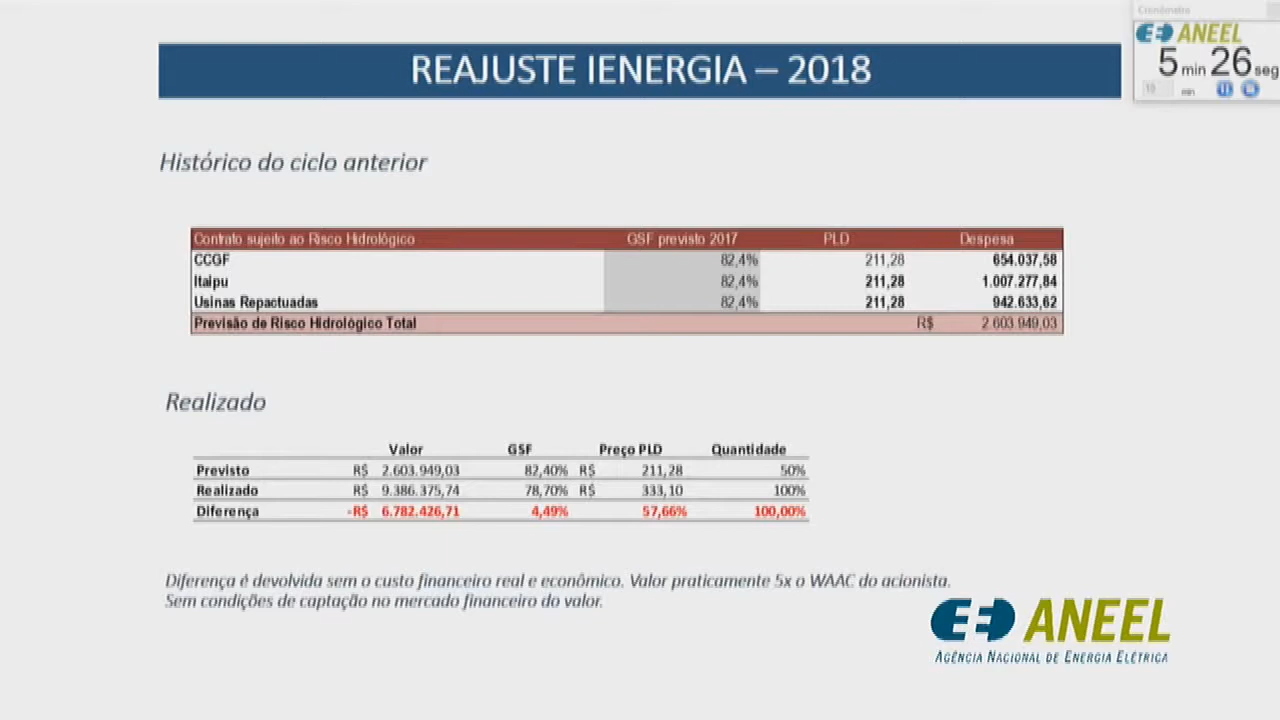 Cronômetro
ANEEL
5 min 26 seg
10 min
REAJUSTE IENERGIA – 2018
Histórico do ciclo anterior
Contrato sujeito ao Risco Hidrológico GSF previsto 2017 PLD Despesa
CCGF 82,4% 211,28 654.037,58
Itaipu 82,4% 211,28 1.007.277,84
Usinas Repactuadas 82,4% 211,28 942.633,62
Previsão de Risco Hidrológico Total R$ 2.603.949,03
Realizado
Valor GSF Preço PLD Quantidade
Previsto R$ 2.603.949,03 82,40% R$ 211,28 50%
Realizado R$ 9.386.375,74 78,70% R$ 333,10 100%
Diferença -R$ 6.782.426,71 4,49% 57,66% 100,00%
Diferença é devolvida sem o custo financeiro real e econômico. Valor praticamente 5x o WAAC do acionista.
Sem condições de captação no mercado financeiro do valor.
ANEEL
AGÊNCIA NACIONAL DE ENERGIA ELÉTRICA